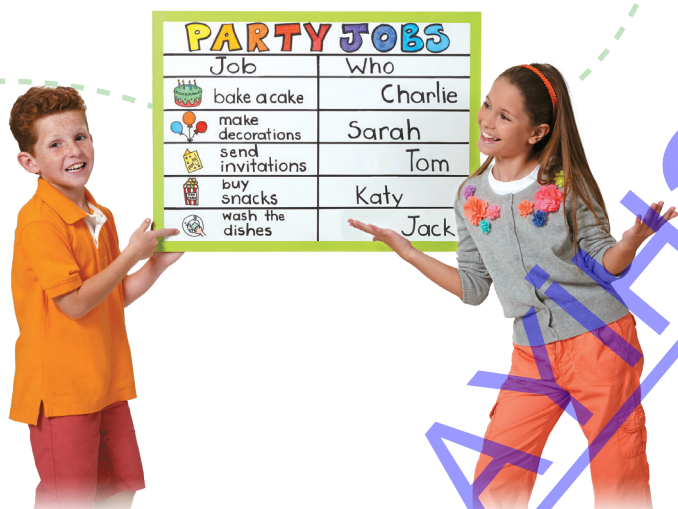 PARTY JOBS
Job Who
bake a cake Charlie
make
decorations Sarah
send
invitations Tom
buy
snacks Katy
wash the
dishes Jack